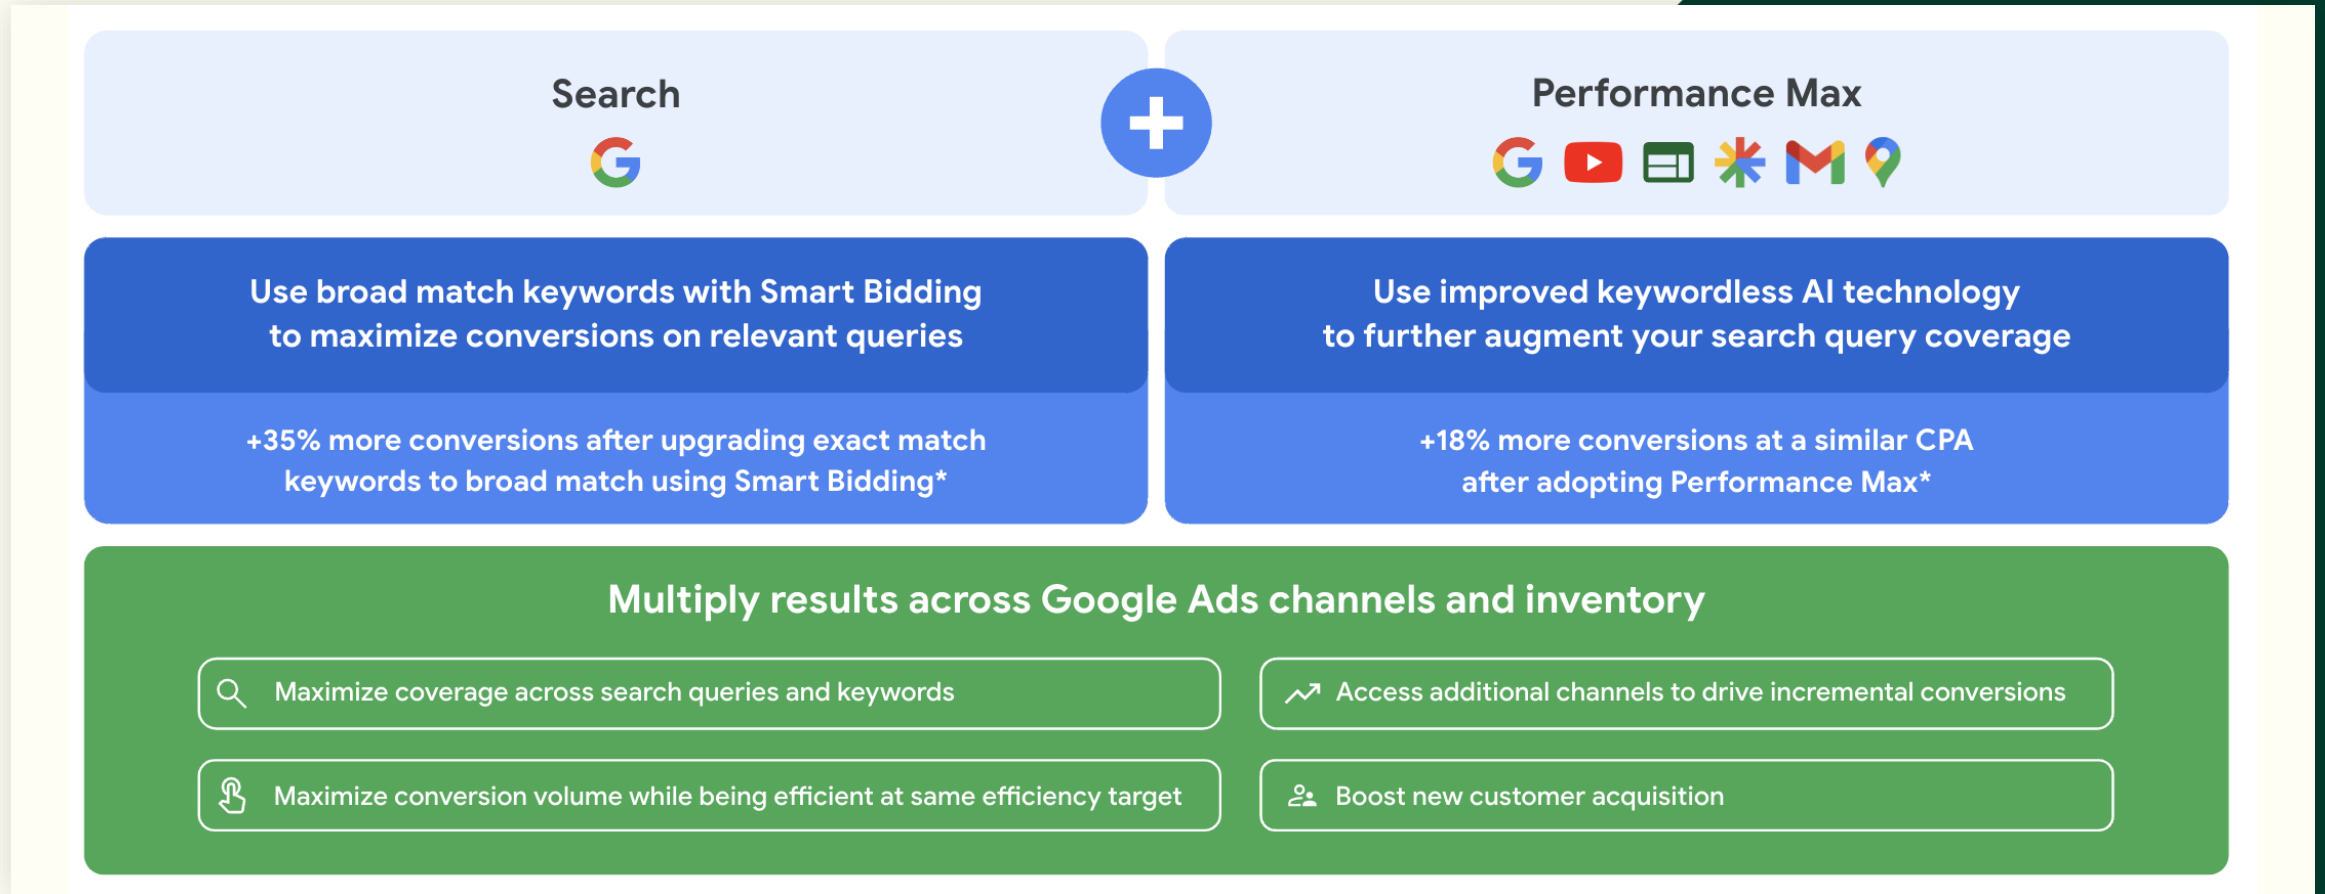 Search
Performance Max
Use broad match keywords with Smart Bidding
to maximize conversions on relevant queries
+35% more conversions after upgrading exact match
keywords to broad match using Smart Bidding*
Use improved keywordless AI technology
to further augment your search query coverage
+18% more conversions at a similar CPA
after adopting Performance Max*
Multiply results across Google Ads channels and inventory
Maximize coverage across search queries and keywords
Access additional channels to drive incremental conversions
Maximize conversion volume while being efficient at same efficiency target
Boost new customer acquisition